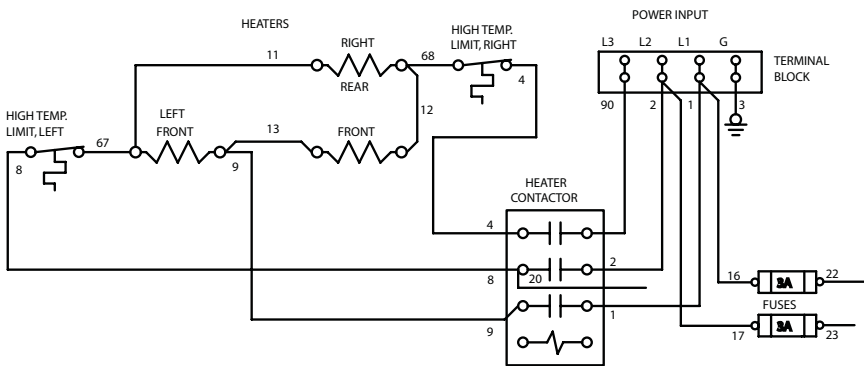 POWER INPUT
HEATERS
HIGH TEMP.
LIMIT, RIGHT
L3
L2
L1
G
TERMINAL
BLOCK
11
RIGHT
REAR
68
4
90
2
1
3
12
HIGH TEMP.
LIMIT, LEFT
67
LEFT
FRONT
13
FRONT
8
9
HEATER
CONTACTOR
4
8
20
2
9
1
16
3A
22
FUSES
17
3A
23